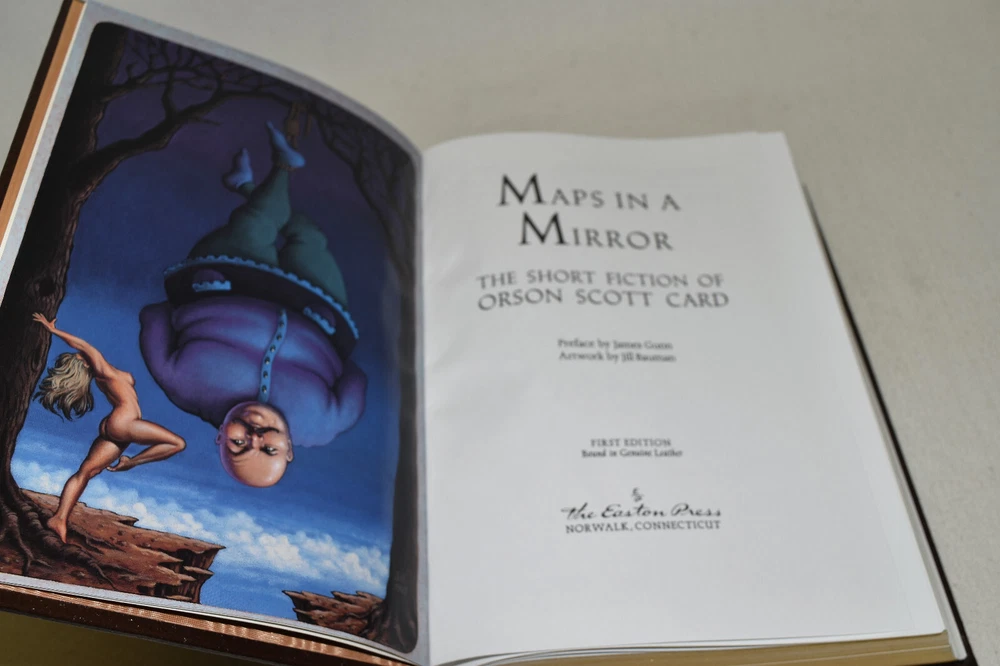 MAPS IN A
MIRROR
THE SHORT FICTION OF
ORSON SCOTT CARD
Preface by James Gunn
Artwork by Jill Bauman
FIRST EDITION
Bound in Genuine Leather
The Easton Press
NORWALK, CONNECTICUT